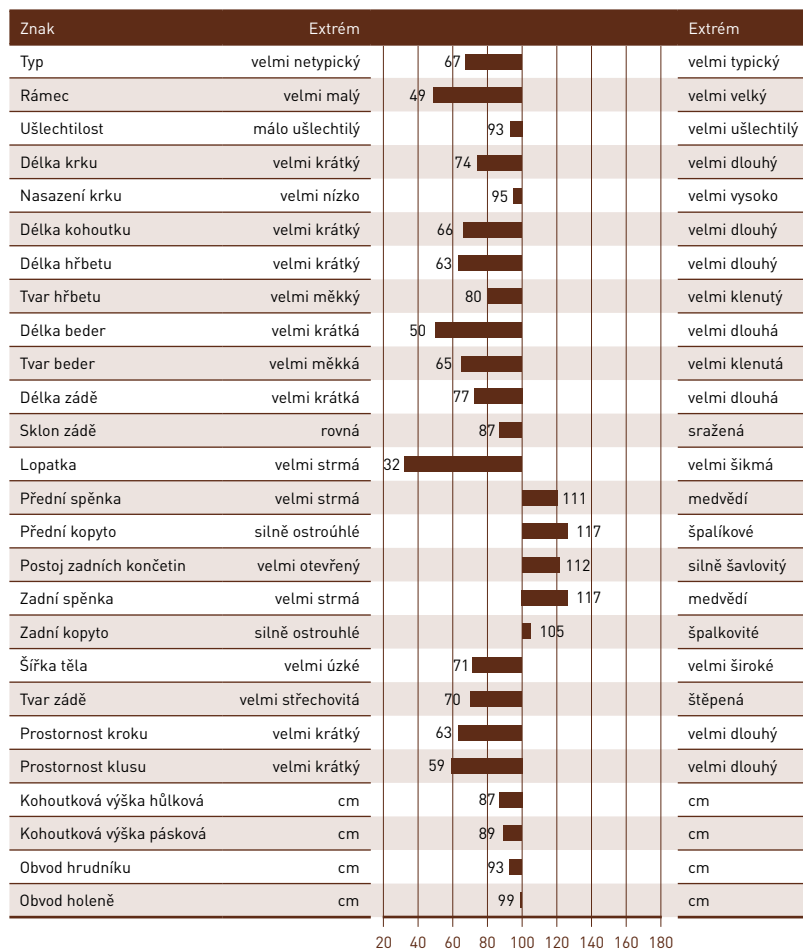 Znak Extrém Extrém
Typ velmi netypický 67 velmi typický
Rámec velmi malý 49 velmi velký
Ušlechtilost málo ušlechtilý 93 velmi ušlechtilý
Délka krku velmi krátký 74 velmi dlouhý
Nasazení krku velmi nízko 95 velmi vysoko
Délka kohoutku velmi krátký 66 velmi dlouhý
Délka hřbetu velmi krátký 63 velmi dlouhý
Tvar hřbetu velmi měkký 80 velmi klenutý
Délka beder velmi krátká 50 velmi dlouhá
Tvar beder velmi měkká 65 velmi klenutá
Délka zádě velmi krátká 77 velmi dlouhá
Sklon zádě rovná 87 sražená
Lopatka velmi strmá 32 velmi šikmá
Přední spěnka velmi strmá 111 medvědí
Přední kopyto silně ostroúhlé 117 špalíkové
Postoj zadních končetin velmi otevřený 112 silně šavlovitý
Zadní spěnka velmi strmá 117 medvědí
Zadní kopyto silně ostrouhlé 105 špalkovité
Šířka těla velmi úzké 71 velmi široké
Tvar zádě velmi střechovitá 70 štěpená
Prostornost kroku velmi krátký 63 velmi dlouhý
Prostornost klusu velmi krátký 59 velmi dlouhý
Kohoutková výška hůlková cm 87 cm
Kohoutková výška pásková cm 89 cm
Obvod hrudníku cm 93 cm
Obvod holeně cm 99 cm
20 40 60 80 100 120 140 160 180